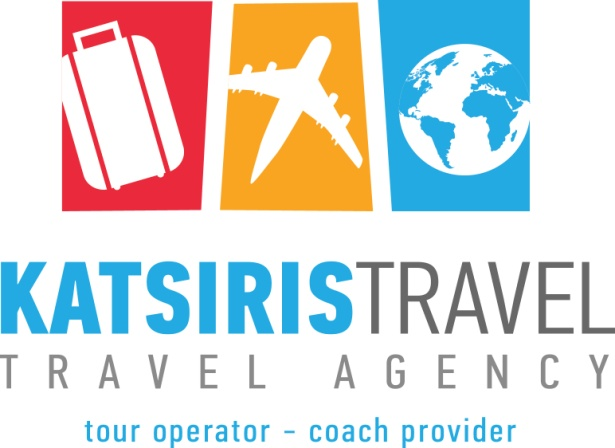 KATSIRISTRAVEL
TRAVEL AGENCY
tour operator – coach provider